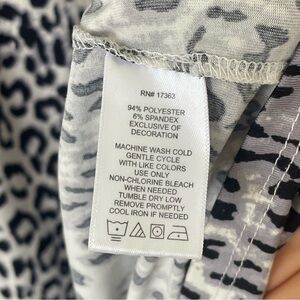 RN# 17363
94% POLYESTER
6% SPANDEX
EXCLUSIVE OF
DECORATION
MACHINE WASH COLD
GENTLE CYCLE
WITH LIKE COLORS
USE ONLY
NON-CHLORINE BLEACH
WHEN NEEDED
TUMBLE DRY LOW
REMOVE PROMPTLY
COOL IRON IF NEEDED